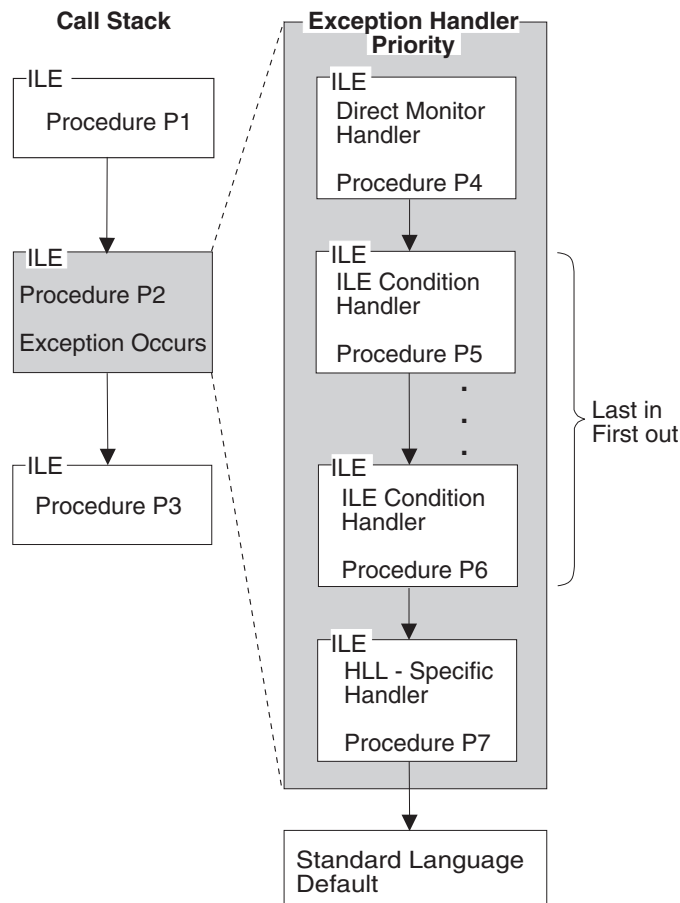 Call Stack
ILE
Procedure P1
ILE
Procedure P2
Exception Occurs
ILE
Procedure P3
Exception Handler
Priority
ILE
Direct Monitor
Handler
Procedure P4
ILE
ILE Condition
Handler
Procedure P5
ILE
ILE Condition
Handler
Procedure P6
Last in
First out
ILE
HLL - Specific
Handler
Procedure P7
Standard Language
Default